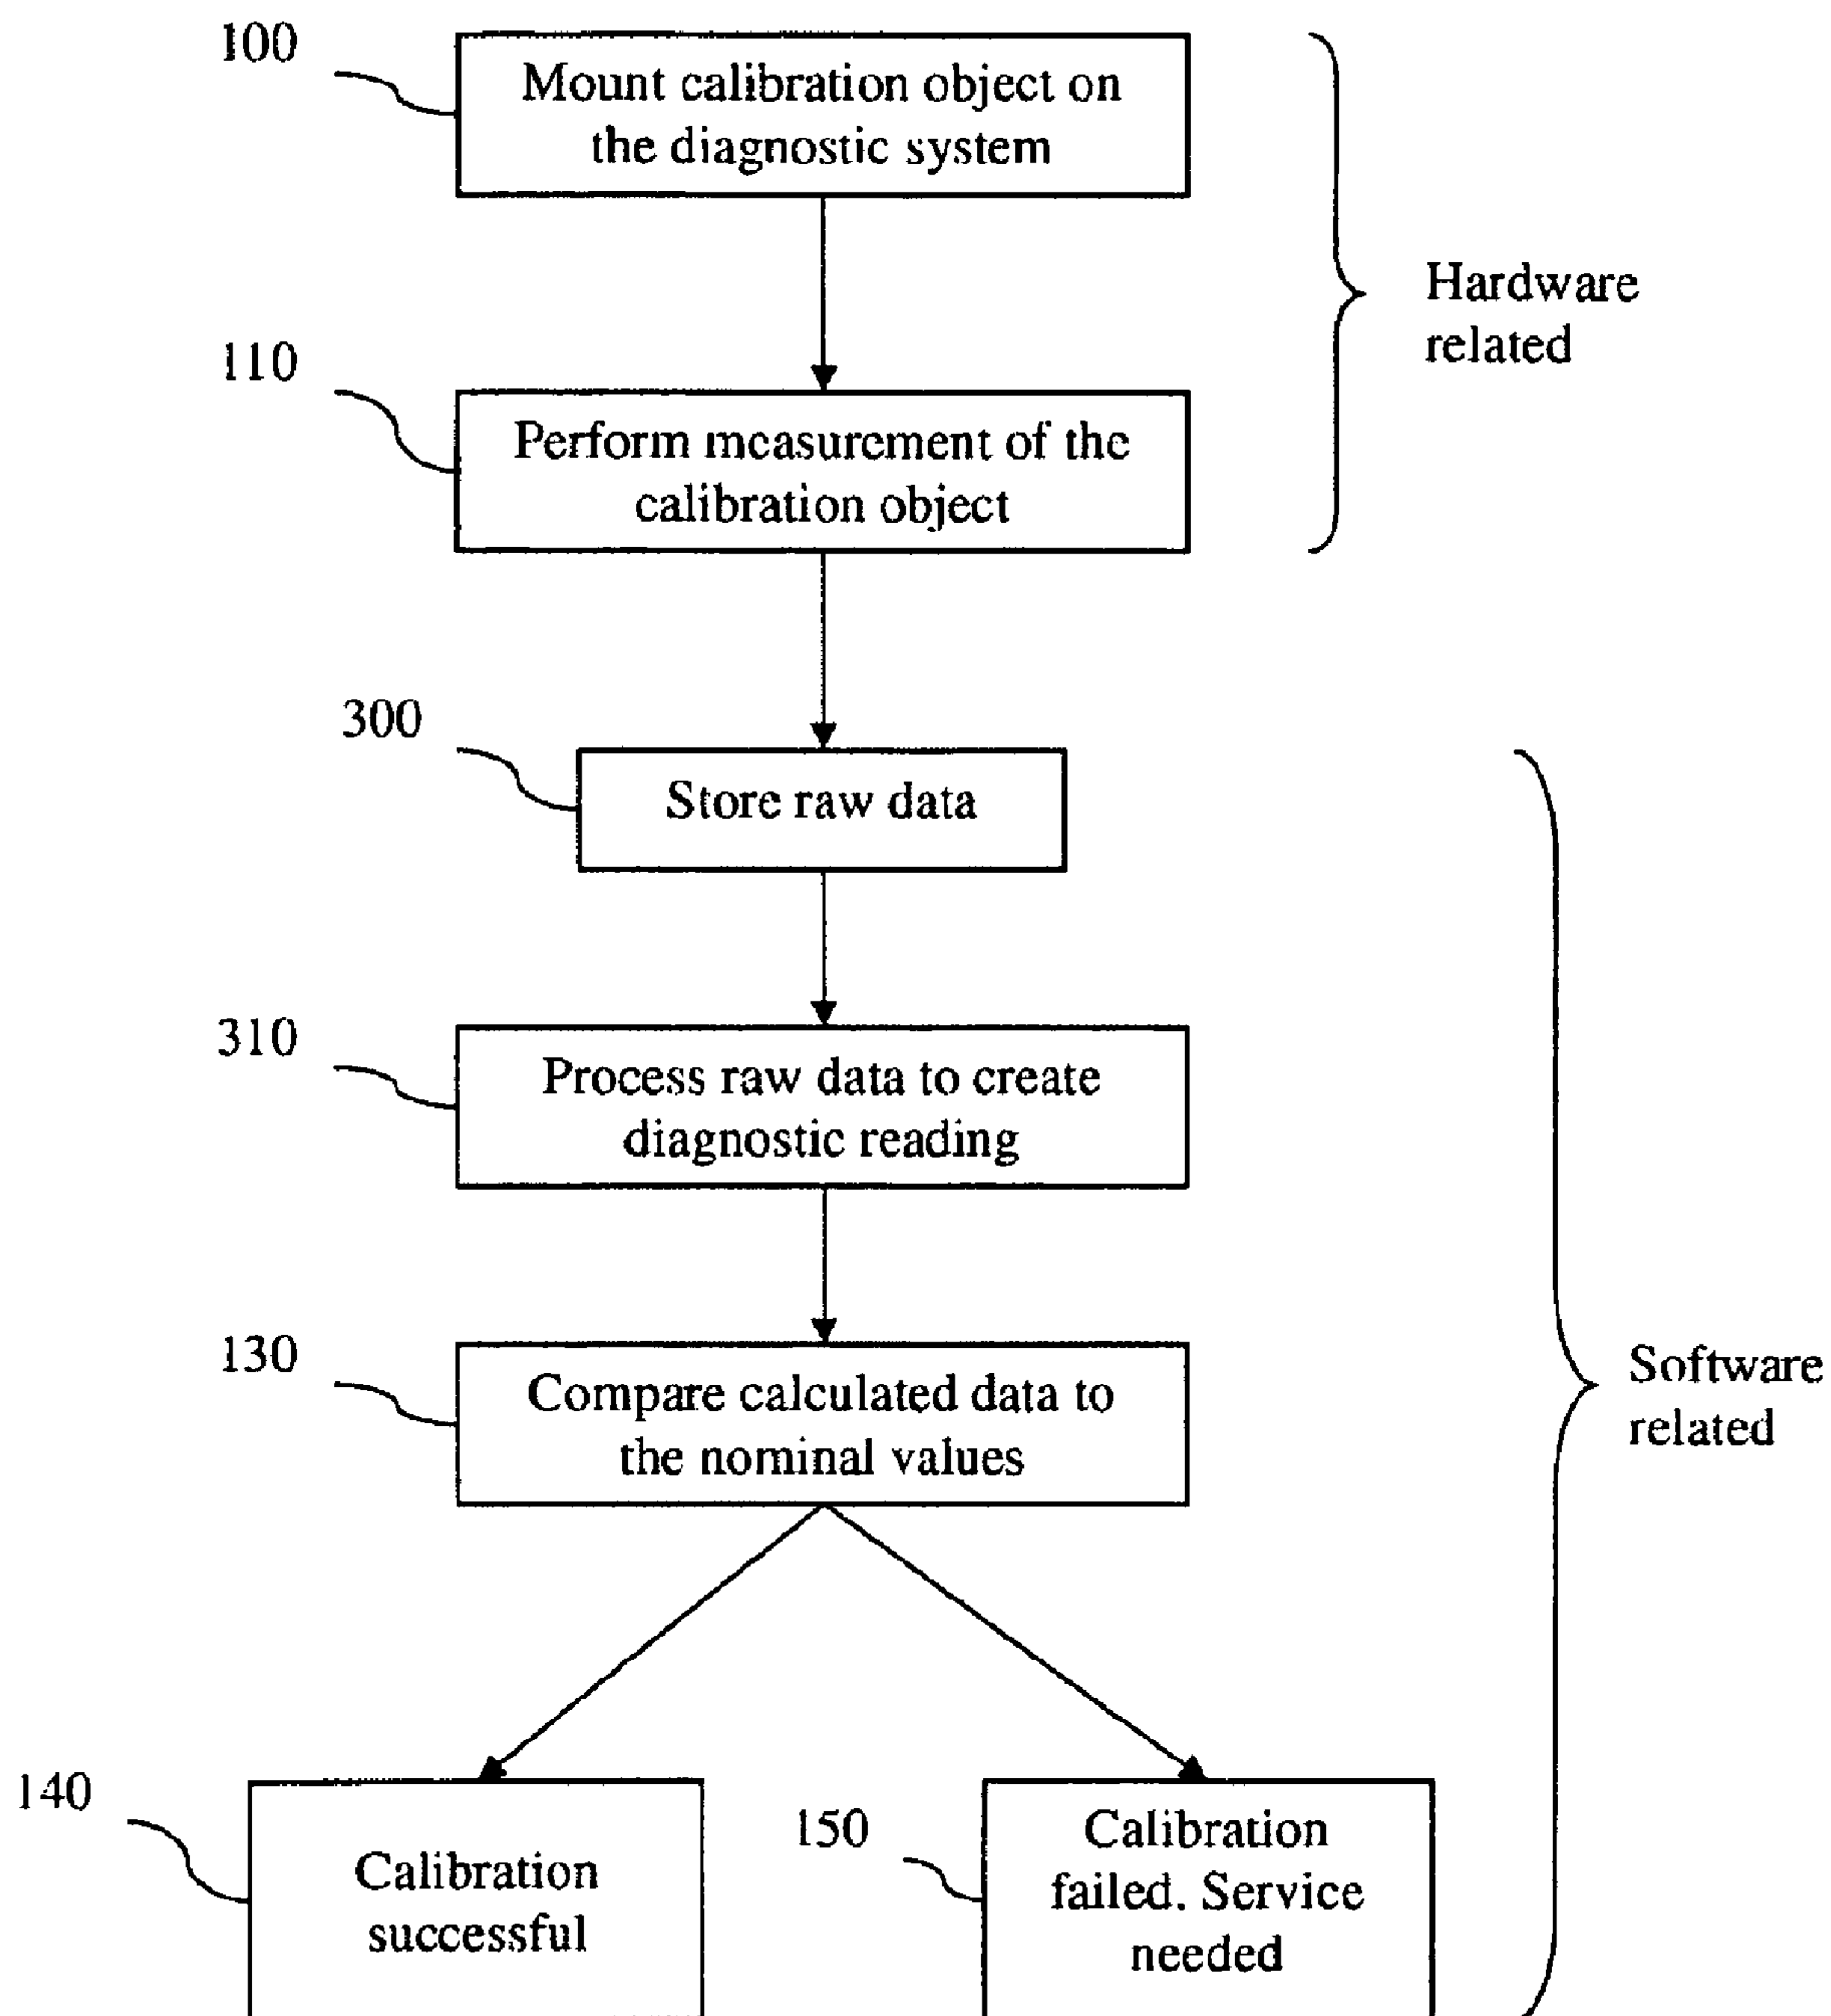 100
Mount calibration object on
the diagnostic system
Hardware
related
110
Perform measurement of the
calibration object
300
Store raw data
310
Process raw data to create
diagnostic reading
130
Compare calculated data to
the nominal values
Software
related
140
Calibration
successful
150
Calibration
failed. Service
needed